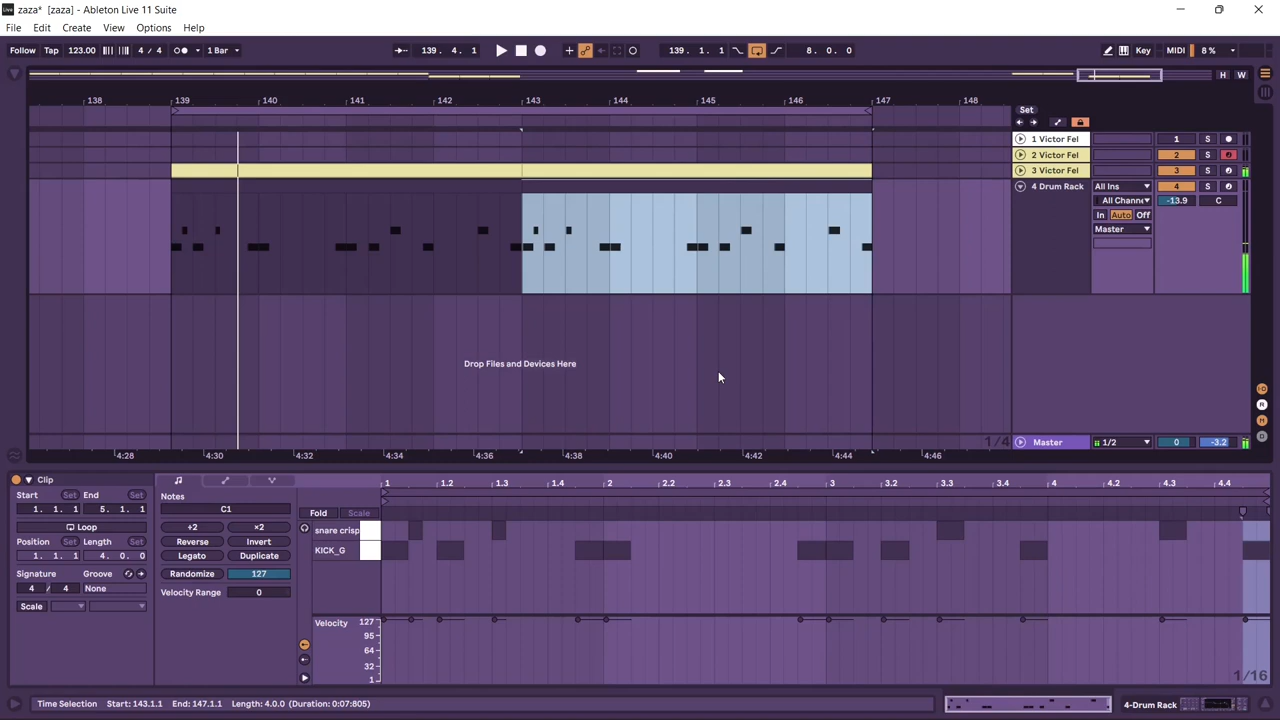 zaza* [zaza] - Ableton Live 11 Suite
File Edit Create View Options Help
Follow Tap 123.00 4 / 4 1 Bar 139. 4. 1 139. 1. 1 8. 0. 0 Key MIDI 8 %
H W
138 139 140 141 142 143 144 145 146 147 148
Set
1 Victor Fel 1 S
2 Victor Fel 2 S
3 Victor Fel 3 S
4 Drum Rack All Ins 4 S
All Channe -13.9 C
In Auto Off
Master
Drop Files and Devices Here
1/4 Master 1/2 0 -3.2
4:28 4:30 4:32 4:34 4:36 4:38 4:40 4:42 4:44 4:46
Clip
Start Set End Set
1. 1. 1 5. 1. 1
Loop
Position Set Length Set
1. 1. 1 4. 0. 0
Signature Groove
4 / 4 None
Scale
Notes
C1
÷2 ×2
Reverse Invert
Legato Duplicate
Randomize 127
Velocity Range 0
1 1.2 1.3 1.4 2 2.2 2.3 2.4 3 3.2 3.3 3.4 4 4.2 4.3 4.4
Fold Scale
snare crisp
KICK_G
Velocity 127
95
64
32
1
1/16
Time Selection Start: 143.1.1 End: 147.1.1 Length: 4.0.0 (Duration: 0:07:805)
4-Drum Rack